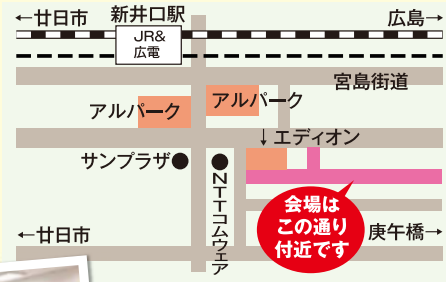 ←廿日市
新井口駅
広島→
JR&
広電
宮島街道
アルパーク
アルパーク
↓エディオン
サンプラザ●
●NTTコムウェア
会場は
この通り
付近です
←廿日市
庚午橋→